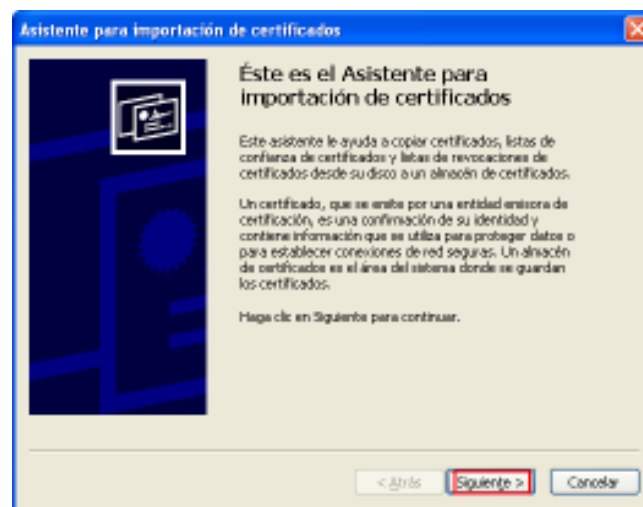 Asistente para importación de certificados
Éste es el Asistente para
importación de certificados
Este asistente le ayuda a copiar certificados, listas de
confianza de certificados y listas de revocaciones de
certificados desde su disco a un almacén de certificados.
Un certificado, que se emite por una entidad emisora de
certificación, es una confirmación de su identidad y
contiene información que se utiliza para proteger datos o
para establecer conexiones de red seguras. Un almacén
de certificados es el área del sistema donde se guardan
los certificados.
Haga clic en Siguiente para continuar.
< Atrás Siguiente > Cancelar